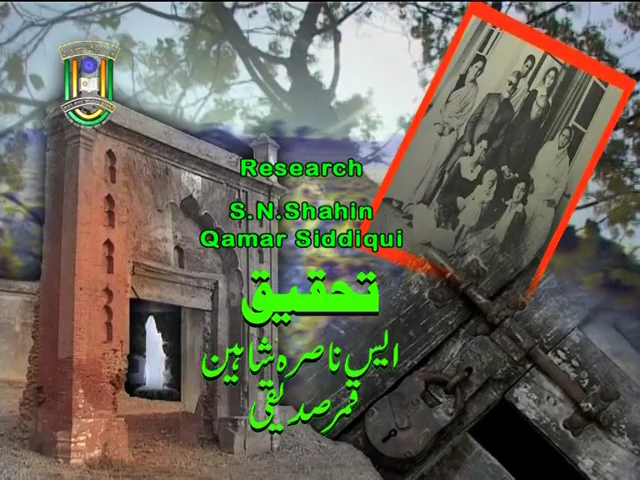 Research
S.N.Shahin
Qamar Siddiqui
تحقیق
ایس ناصرہ شاہین
قمر صدیقی